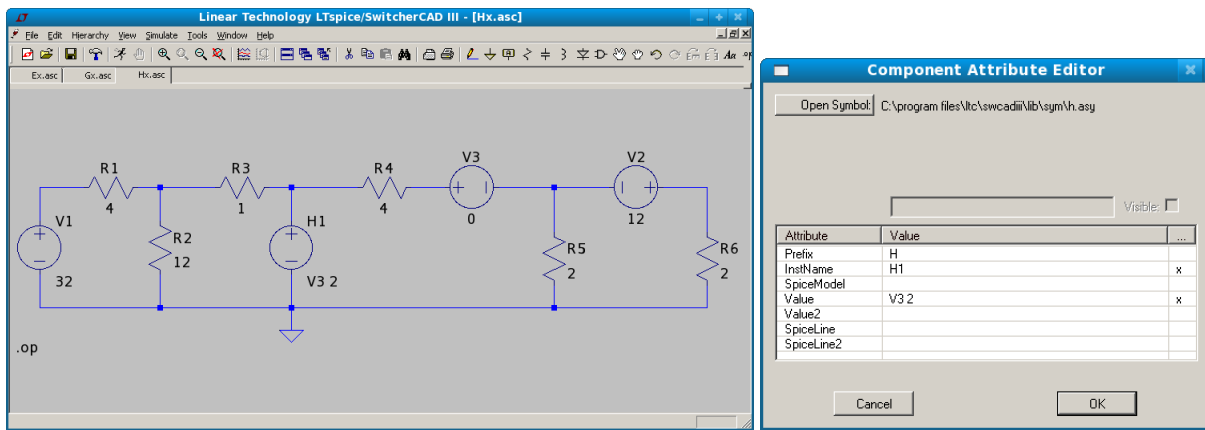 Linear Technology LTspice/SwitcherCAD III - [Hx.asc]
File Edit Hierarchy View Simulate Tools Window Help
Aa .op
Ex.asc Gx.asc Hx.asc
R1
4
R3
1
R4
4
V3
0
V2
12
V1
32
R2
12
H1
V3 2
R5
2
R6
2
.op
Component Attribute Editor
Open Symbol: C:\program files\ltc\swcadiii\lib\sym\h.asy
Visible:
Attribute Value ...
Prefix H
InstName H1 x
SpiceModel
Value V3 2 x
Value2
SpiceLine
SpiceLine2
Cancel OK